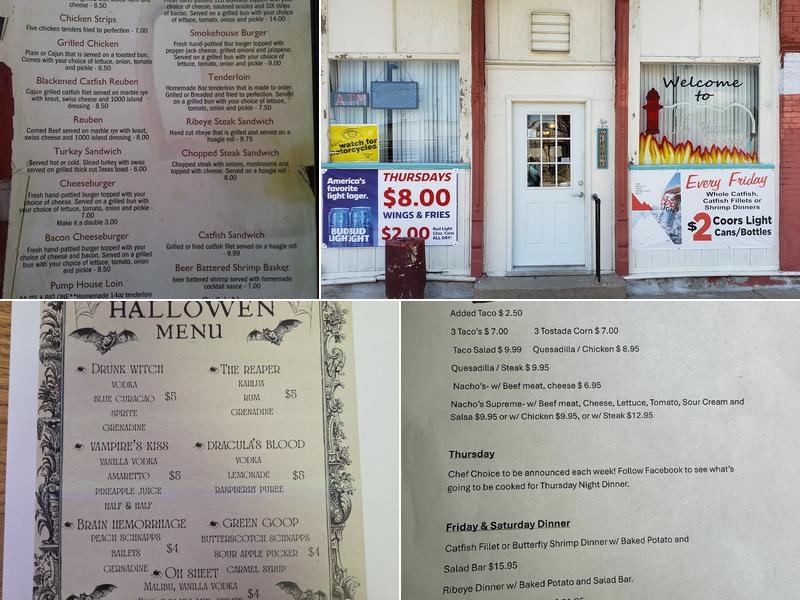 cheese - 6.50
Chicken Strips
Five chicken tenders fried to perfection - 7.00
Grilled Chicken
Plain or Cajun that is served on a toasted bun.
Comes with your choice of lettuce, tomato, onion
and pickle - 6.50
Blackened Catfish Reuben
Cajun grilled catfish filet served on marble rye
with kraut, swiss cheese and 1000 island
dressing - 8.50
Reuben
Corned Beef served on marble rye with kraut,
swiss cheese and 1000 island dressing - 8.00
Turkey Sandwich
Served hot or cold. Sliced turkey with swiss
served on grilled thick cut Texas toast - 6.00
Cheeseburger
Fresh hand-pattied burger topped with your
choice of cheese. Served on a grilled bun with your
choice of lettuce, tomato, onion and pickle -
7.00
Make it a double 3.00
Bacon Cheeseburger
Fresh hand-pattied burger topped with your
choice of cheese and bacon. Served on a grilled
bun with your choice of lettuce, tomato, onion
and pickle - 8.50
Pump House Loin
IT'S A BIG ONE**Homemade 14oz tenderloin
cheese, sauteed onions and SIX strips
of bacon. Served on a grilled bun with your choice
of lettuce, tomato, onion and pickle - 14.00
Smokehouse Burger
Fresh hand-pattied 8oz burger topped with
pepper-jack cheese, grilled onions and jalapeno.
Served on a grilled bun with your choice of
lettuce, tomato, onion and pickle - 9.00
Tenderloin
Homemade 8oz tenderloin that is made to order.
Grilled or Breaded and fried to perfection. Served
on a grilled bun with your choice of lettuce,
tomato, onion and pickle - 7.50
Ribeye Steak Sandwich
Hand cut ribeye that is grilled and served on a
hoagie roll - 9.75
Chopped Steak Sandwich
Chopped steak with onions, mushrooms and
topped with cheese. Served on a hoagie roll -
8.00
Catfish Sandwich
Grilled or fried catfish filet served on a hoagie roll
- 9.99
Beer Battered Shrimp Basket
beer battered shrimp served with homemade
cocktail sauce - 7.00
ATM
watch for
motorcycles
America's
favorite
light lager.
BUD BUD
LIGHT LIGHT
THURSDAYS
$8.00
WINGS & FRIES
$2.00 Bud Light
12oz. Cans
ALL DAY!
WELCOME
Welcome
to
Every Friday
Whole Catfish,
Catfish Fillets or
Shrimp Dinners
$2 Coors Light
Cans/Bottles
HALLOWEN
MENU
DRUNK WITCH
VODKA
BLUE CURACAO $5
SPRITE
GRENADINE
THE REAPER
KAHLUA
RUM $5
GRENADINE
VAMPIRE'S KISS
VANILLA VODKA
AMARETTO $5
PINEAPPLE JUICE
HALF & HALF
DRACULA'S BLOOD
VODKA
LEMONADE $5
RASPBERRY PUREE
BRAIN HEMORRHAGE
PEACH SCHNAPPS
BAILEYS $4
GERNADINE
GREEN GOOP
BUTTERSCOTCH SCHNAPPS
SOUR APPLE PUCKER $4
CARMEL SYRUP
OH SHEET
MALIBU, VANILLA VODKA
$4
Added Taco $ 2.50
3 Taco's $ 7.00 3 Tostada Corn $ 7.00
Taco Salad $ 9.99 Quesadilla / Chicken $ 8.95
Quesadilla / Steak $ 9.95
Nacho's- w/ Beef meat, cheese $ 6.95
Nacho's Supreme- w/ Beef meat, Cheese, Lettuce, Tomato, Sour Cream and
Salsa $9.95 or w/ Chicken $9.95, or w/ Steak $12.95
Thursday
Chef Choice to be announced each week! Follow Facebook to see what's
going to be cooked for Thursday Night Dinner.
Friday & Saturday Dinner
Catfish Fillet or Butterfly Shrimp Dinner w/ Baked Potato and
Salad Bar $15.95
Ribeye Dinner w/ Baked Potato and Salad Bar.